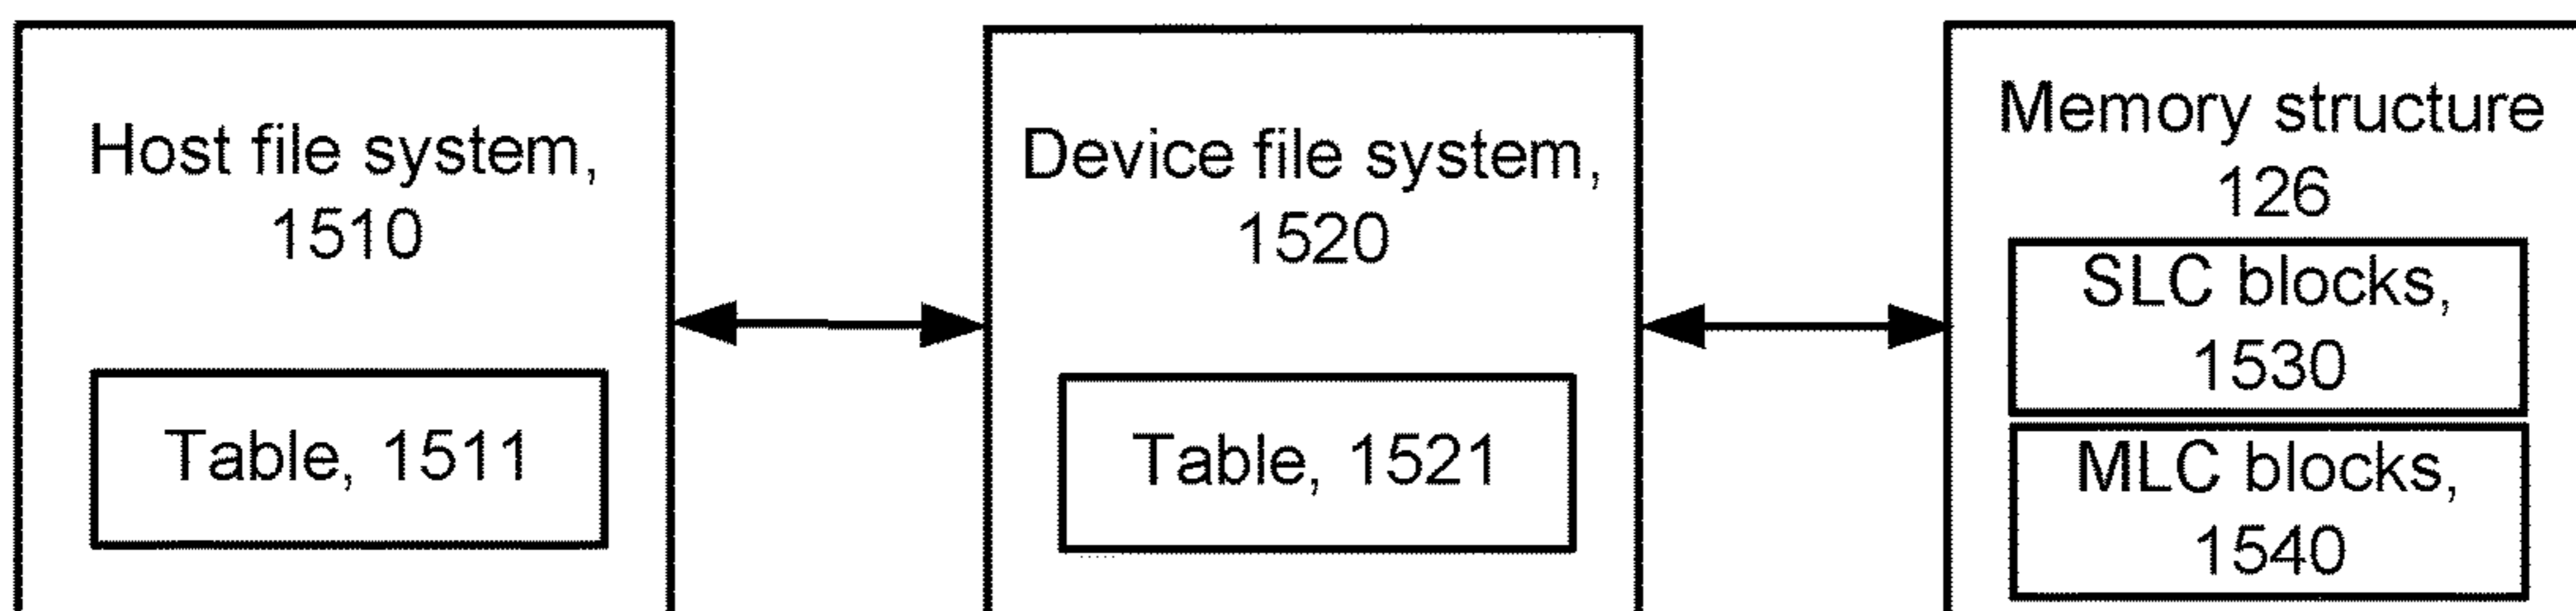 Host file system,
1510
Table, 1511
Device file system,
1520
Table, 1521
Memory structure
126
SLC blocks,
1530
MLC blocks,
1540